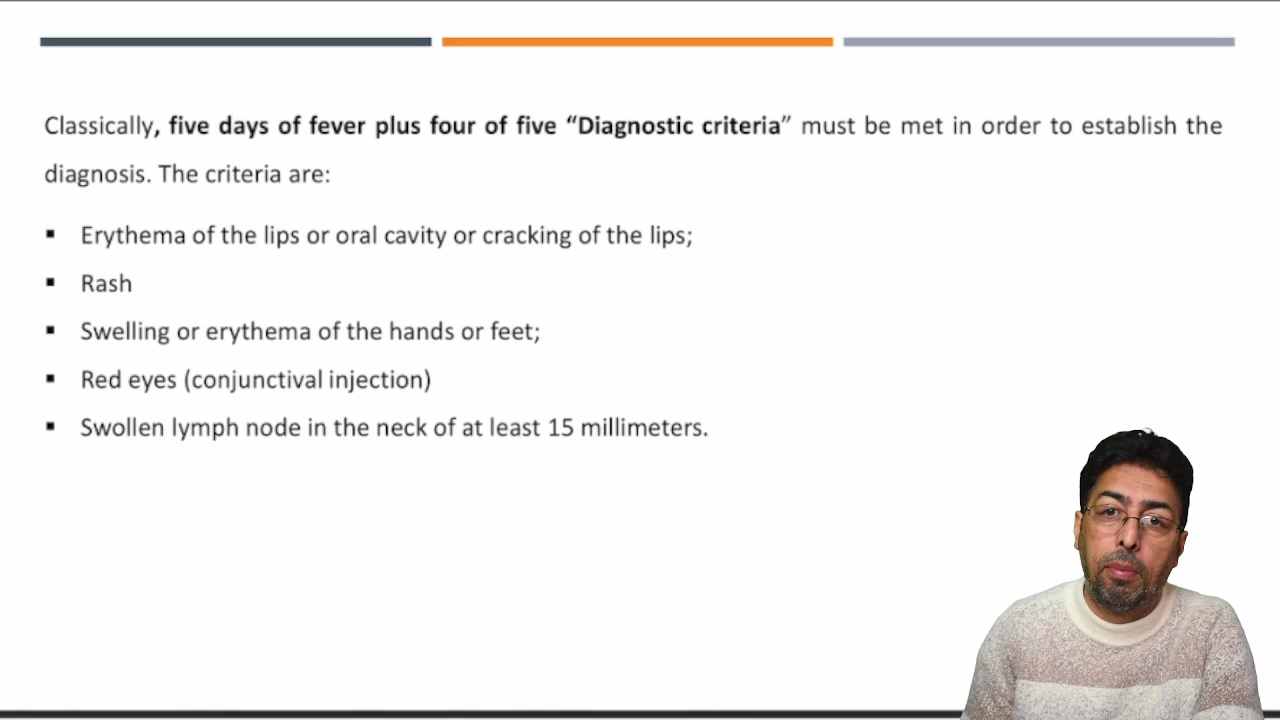 Classically, five days of fever plus four of five “Diagnostic criteria” must be met in order to establish the
diagnosis. The criteria are:
▪ Erythema of the lips or oral cavity or cracking of the lips;
▪ Rash
▪ Swelling or erythema of the hands or feet;
▪ Red eyes (conjunctival injection)
▪ Swollen lymph node in the neck of at least 15 millimeters.